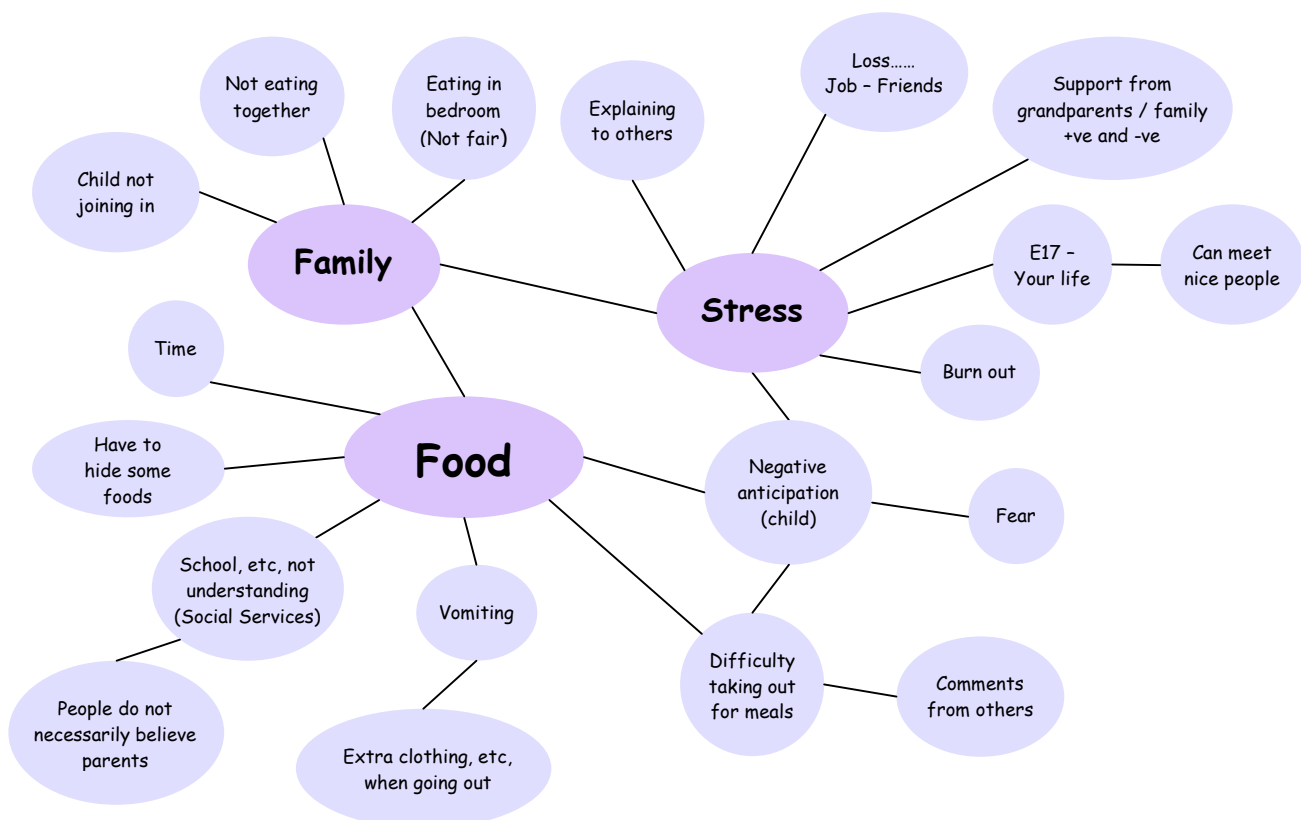 Not eating
together
Eating in
bedroom
(Not fair)
Explaining
to others
Loss……
Job – Friends
Support from
grandparents / family
+ve and -ve
Child not
joining in
Family
Stress
E17 –
Your life
Can meet
nice people
Time
Burn out
Have to
hide some
foods
Food
Negative
anticipation
(child)
Fear
School, etc, not
understanding
(Social Services)
Vomiting
Difficulty
taking out
for meals
Comments
from others
People do not
necessarily believe
parents
Extra clothing, etc,
when going out